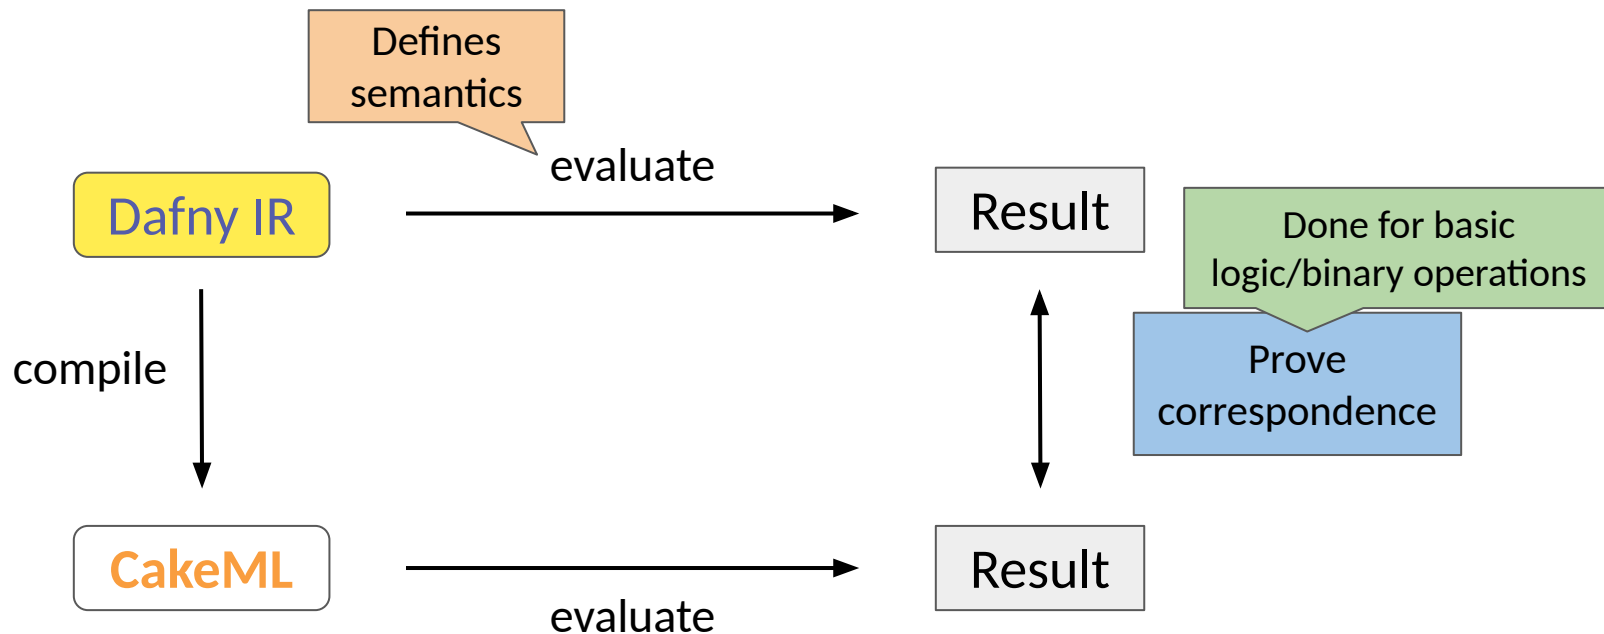 Defines
semantics
evaluate
Dafny IR
Result
Done for basic
logic/binary operations
compile
Prove
correspondence
CakeML
Result
evaluate